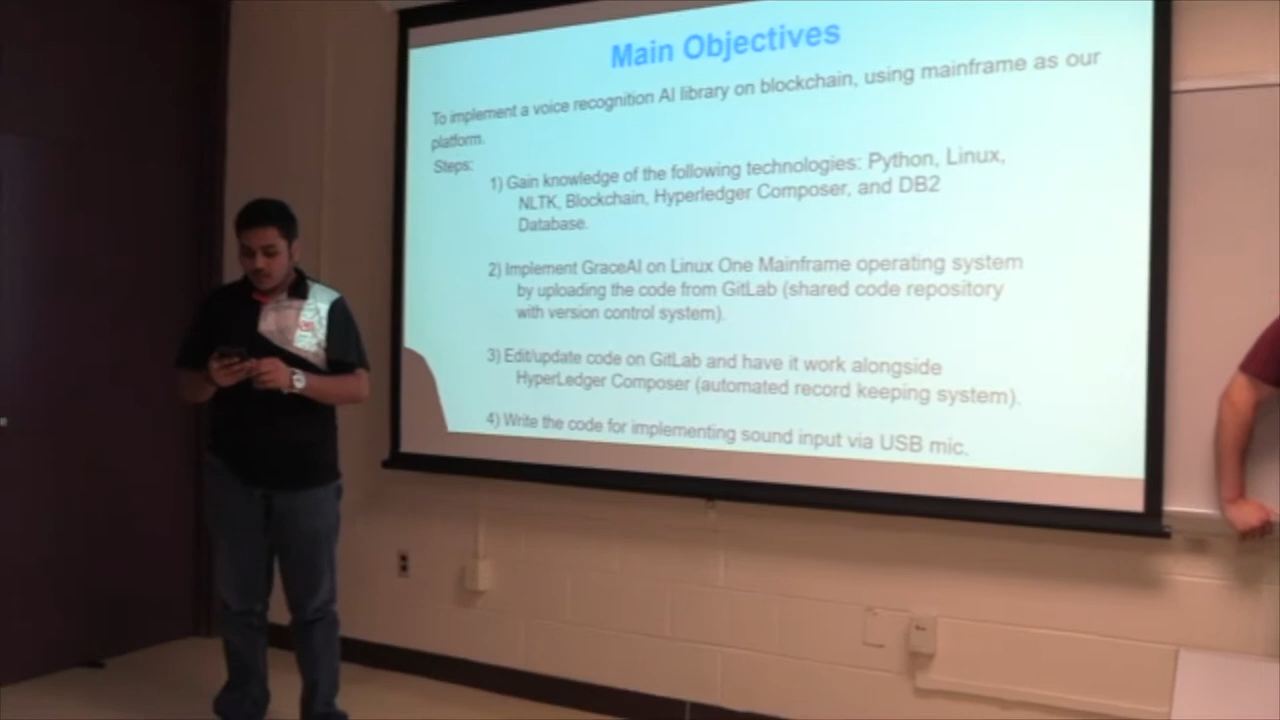 Main Objectives
To implement a voice recognition AI library on blockchain, using mainframe as our
platform.
Steps:
1) Gain knowledge of the following technologies: Python, Linux,
NLTK, Blockchain, Hyperledger Composer, and DB2
Database.
2) Implement GraceAI on Linux One Mainframe operating system
by uploading the code from GitLab (shared code repository
with version control system).
3) Edit/update code on GitLab and have it work alongside
HyperLedger Composer (automated record keeping system).
4) Write the code for implementing sound input via USB mic.